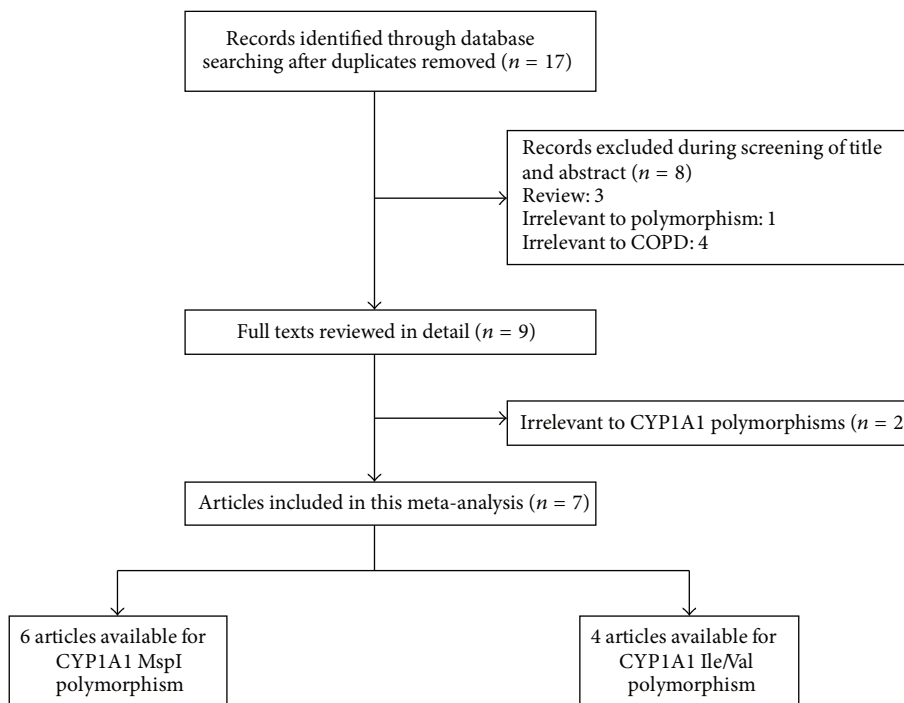 Records identified through database
searching after duplicates removed (n = 17)
Records excluded during screening of title
and abstract (n = 8)
Review: 3
Irrelevant to polymorphism: 1
Irrelevant to COPD: 4
Full texts reviewed in detail (n = 9)
Irrelevant to CYP1A1 polymorphisms (n = 2
Articles included in this meta-analysis (n = 7)
6 articles available for
CYP1A1 MspI
polymorphism
4 articles available for
CYP1A1 Ile/Val
polymorphism